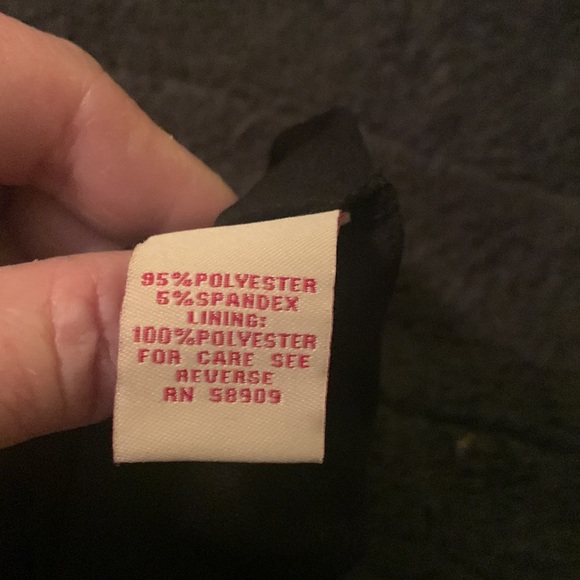 95%POLYESTER
5%SPANDEX
LINING:
100%POLYESTER
FOR CARE SEE
REVERSE
RN 58909